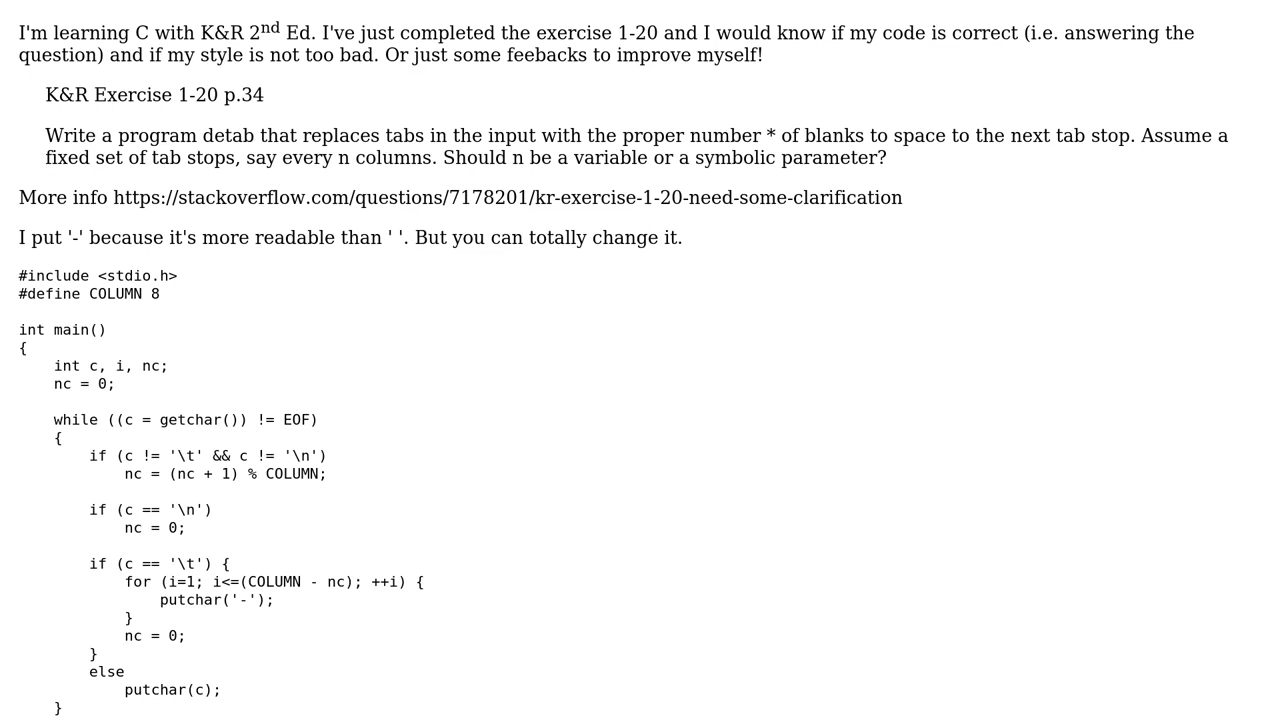 I'm learning C with K&R 2nd Ed. I've just completed the exercise 1-20 and I would know if my code is correct (i.e. answering the
question) and if my style is not too bad. Or just some feebacks to improve myself!
K&R Exercise 1-20 p.34
Write a program detab that replaces tabs in the input with the proper number * of blanks to space to the next tab stop. Assume a
fixed set of tab stops, say every n columns. Should n be a variable or a symbolic parameter?
More info https://stackoverflow.com/questions/7178201/kr-exercise-1-20-need-some-clarification
I put '-' because it's more readable than ' '. But you can totally change it.
#include <stdio.h>
#define COLUMN 8
int main()
{
    int c, i, nc;
    nc = 0;
    while ((c = getchar()) != EOF)
    {
        if (c != '\t' && c != '\n')
            nc = (nc + 1) % COLUMN;
        if (c == '\n')
            nc = 0;
        if (c == '\t') {
            for (i=1; i<=(COLUMN - nc); ++i) {
                putchar('-');
            }
            nc = 0;
        }
        else
            putchar(c);
    }